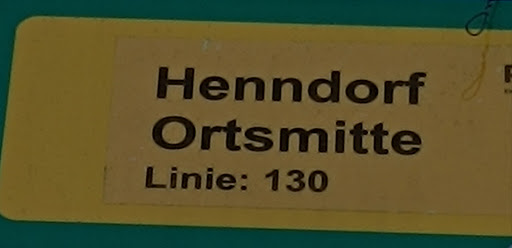 Henndorf
Ortsmitte
Linie: 130